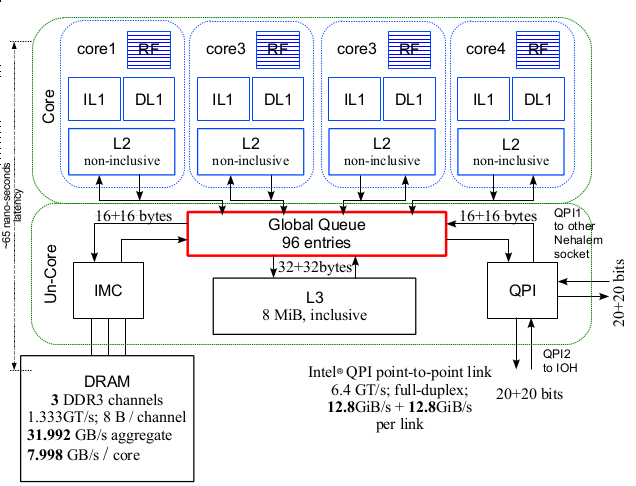 core1
RF
core3
RF
core3
RF
core4
RF
Core
IL1
DL1
IL1
DL1
IL1
DL1
IL1
DL1
L2
non-inclusive
L2
non-inclusive
L2
non-inclusive
L2
non-inclusive
~65 nano-seconds
latency
Un-Core
16+16 bytes
Global Queue
96 entries
16+16 bytes
QPI1
to other
Nehalem
socket
32+32bytes
IMC
L3
8 MiB, inclusive
QPI
20+20 bits
QPI2
to IOH
20+20 bits
DRAM
3 DDR3 channels
1.333GT/s; 8 B / channel
31.992 GB/s aggregate
7.998 GB/s / core
Intel® QPI point-to-point link
6.4 GT/s; full-duplex;
12.8GiB/s + 12.8GiB/s
per link